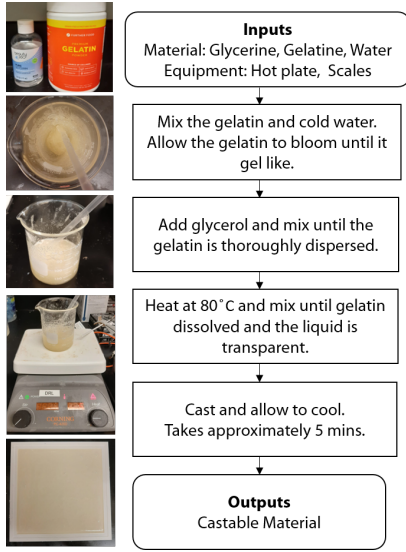 GELATIN
Inputs
Material: Glycerine, Gelatine, Water
Equipment: Hot plate, Scales
Mix the gelatin and cold water.
Allow the gelatin to bloom until it
gel like.
Add glycerol and mix until the
gelatin is thoroughly dispersed.
Heat at 80˚C and mix until gelatin
dissolved and the liquid is
transparent.
Cast and allow to cool.
Takes approximately 5 mins.
Outputs
Castable Material